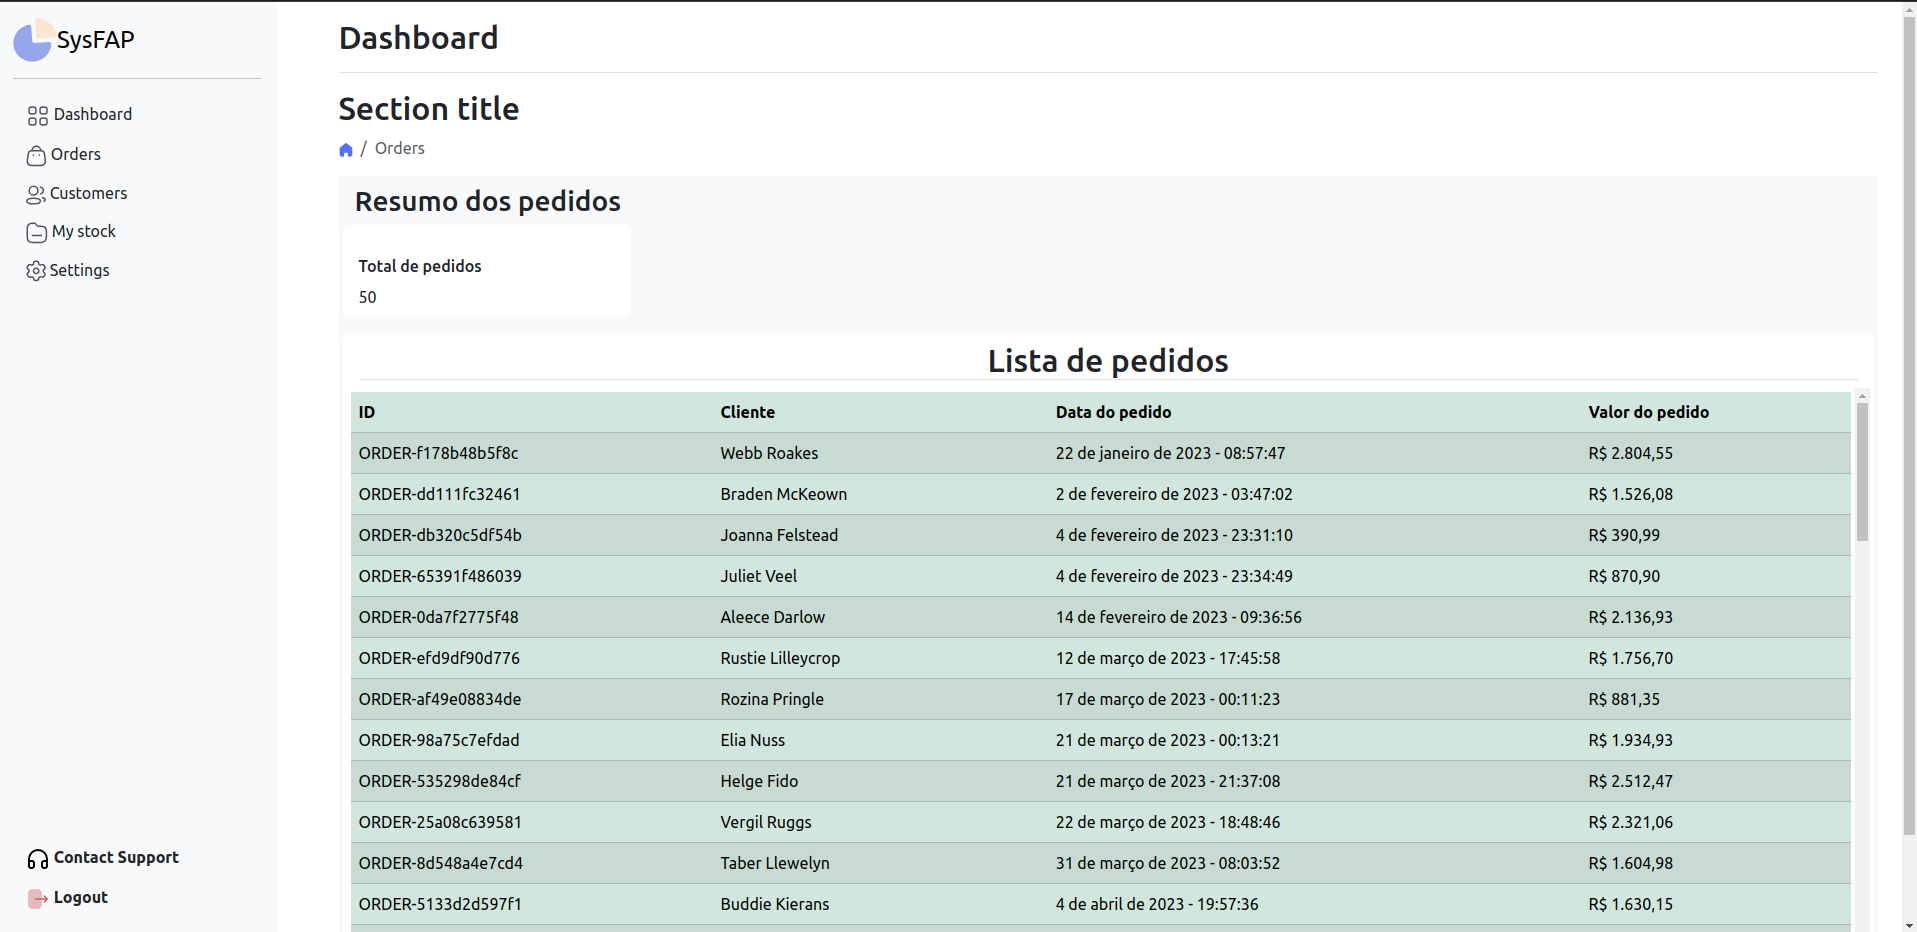 SysFAP
Dashboard
Orders
Customers
My stock
Settings
Contact Support
Logout
Dashboard
Section title
/ Orders
Resumo dos pedidos
Total de pedidos
50
Lista de pedidos
ID Cliente Data do pedido Valor do pedido
ORDER-f178b48b5f8c Webb Roakes 22 de janeiro de 2023 - 08:57:47 R$ 2.804,55
ORDER-dd111fc32461 Braden McKeown 2 de fevereiro de 2023 - 03:47:02 R$ 1.526,08
ORDER-db320c5df54b Joanna Felstead 4 de fevereiro de 2023 - 23:31:10 R$ 390,99
ORDER-65391f486039 Juliet Veel 4 de fevereiro de 2023 - 23:34:49 R$ 870,90
ORDER-0da7f2775f48 Aleece Darlow 14 de fevereiro de 2023 - 09:36:56 R$ 2.136,93
ORDER-efd9df90d776 Rustie Lilleycrop 12 de março de 2023 - 17:45:58 R$ 1.756,70
ORDER-af49e08834de Rozina Pringle 17 de março de 2023 - 00:11:23 R$ 881,35
ORDER-98a75c7efdad Elia Nuss 21 de março de 2023 - 00:13:21 R$ 1.934,93
ORDER-535298de84cf Helge Fido 21 de março de 2023 - 21:37:08 R$ 2.512,47
ORDER-25a08c639581 Vergil Ruggs 22 de março de 2023 - 18:48:46 R$ 2.321,06
ORDER-8d548a4e7cd4 Taber Llewelyn 31 de março de 2023 - 08:03:52 R$ 1.604,98
ORDER-5133d2d597f1 Buddie Kierans 4 de abril de 2023 - 19:57:36 R$ 1.630,15